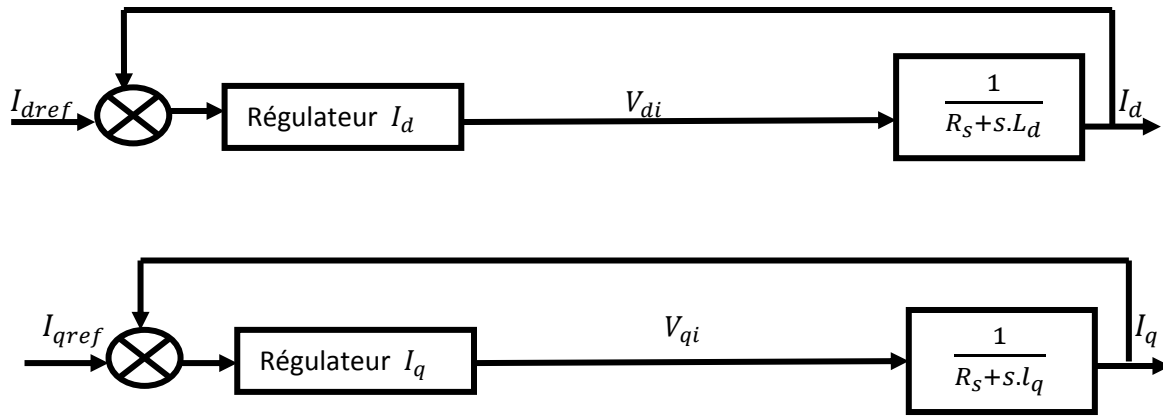 I_dref
Régulateur I_d
V_di
1
R_s+s.L_d
I_d
I_qref
Régulateur I_q
V_qi
1
R_s+s.l_q
I_q